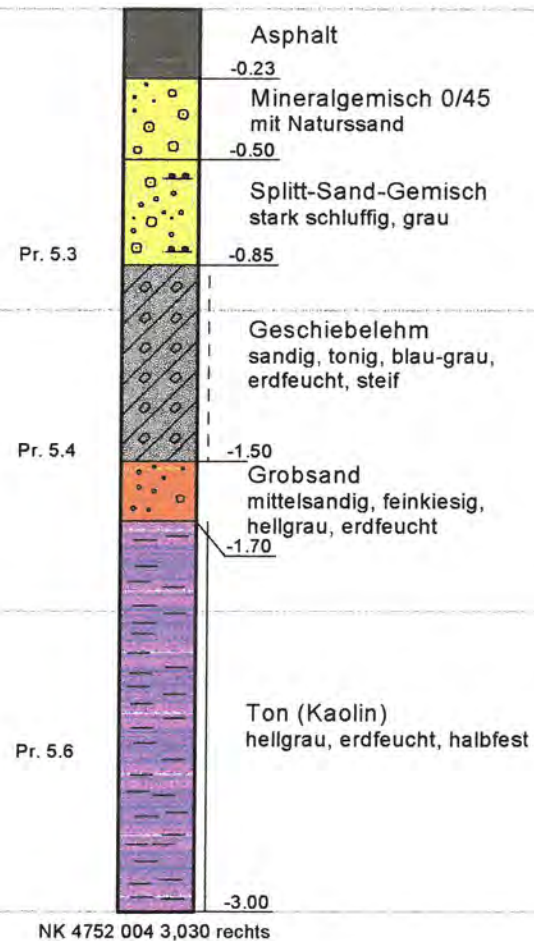 Asphalt
-0.23
Mineralgemisch 0/45
mit Naturssand
-0.50
Splitt-Sand-Gemisch
stark schluffig, grau
Pr. 5.3
-0.85
Geschiebelehm
sandig, tonig, blau-grau,
erdfeucht, steif
Pr. 5.4
-1.50
Grobsand
mittelsandig, feinkiesig,
hellgrau, erdfeucht
-1.70
Ton (Kaolin)
hellgrau, erdfeucht, halbfest
Pr. 5.6
-3.00
NK 4752 004 3,030 rechts